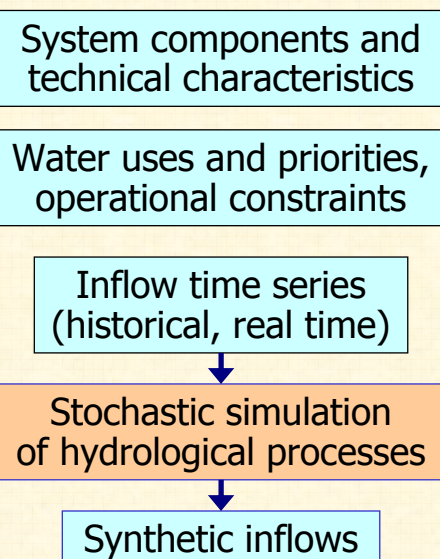 System components and
technical characteristics
Water uses and priorities,
operational constraints
Inflow time series
(historical, real time)
Stochastic simulation
of hydrological processes
Synthetic inflows